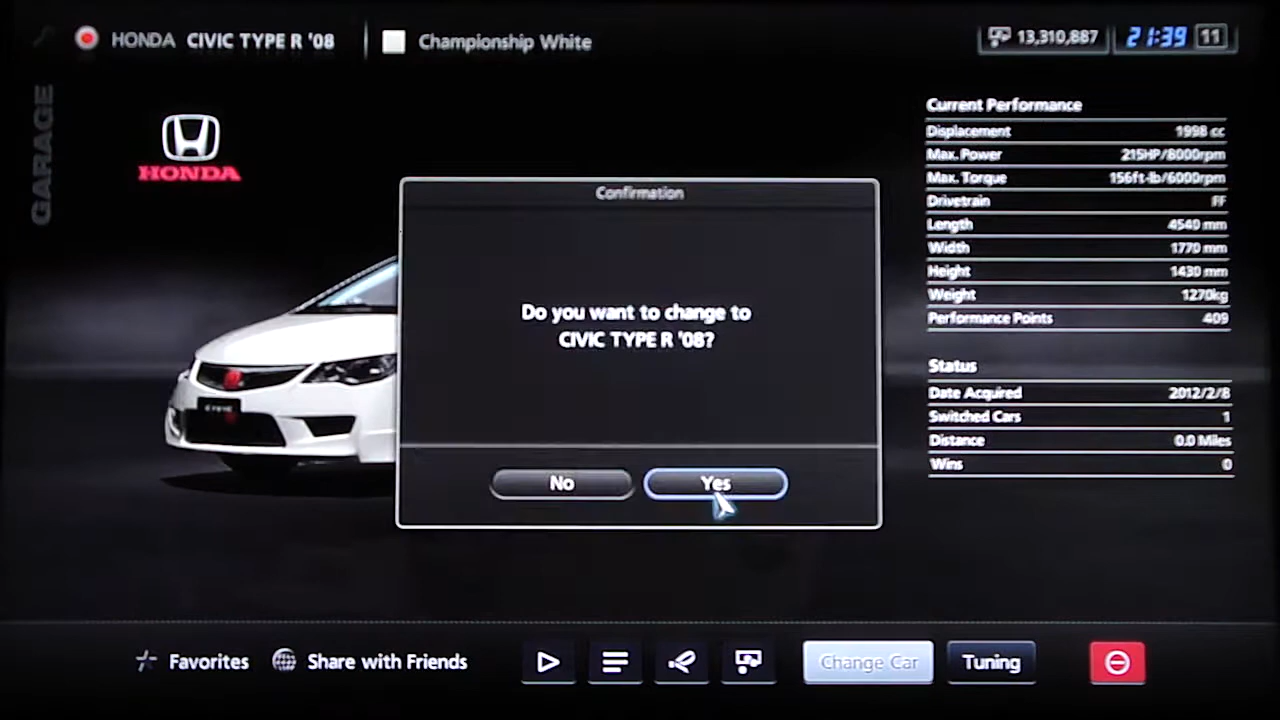 HONDA CIVIC TYPE R '08
Championship White
13,310,887
21:39
11
GARAGE
HONDA
Current Performance
Displacement 1998 cc
Max. Power 215HP/8000rpm
Max. Torque 156ft-lb/6000rpm
Drivetrain FF
Length 4540 mm
Width 1770 mm
Height 1430 mm
Weight 1270kg
Performance Points 409
Status
Date Acquired 2012/2/8
Switched Cars 1
Distance 0.0 Miles
Wins 0
Confirmation
Do you want to change to
CIVIC TYPE R '08?
No
Yes
CIVIC
Favorites
Share with Friends
Change Car
Tuning